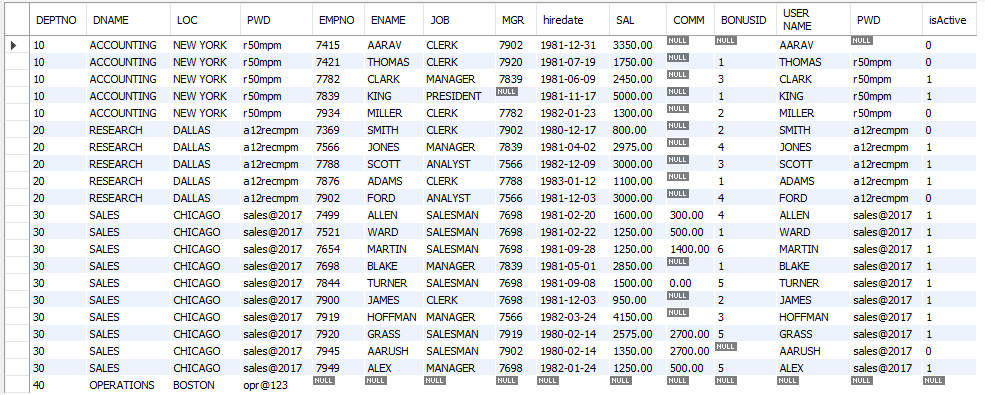 DEPTNO DNAME LOC PWD EMPNO ENAME JOB MGR hiredate SAL COMM BONUSID USER NAME PWD isActive
10 ACCOUNTING NEW YORK r50mpm 7415 AARAV CLERK 7902 1981-12-31 3350.00 NULL NULL AARAV NULL 0
10 ACCOUNTING NEW YORK r50mpm 7421 THOMAS CLERK 7920 1981-07-19 1750.00 NULL 1 THOMAS r50mpm 0
10 ACCOUNTING NEW YORK r50mpm 7782 CLARK MANAGER 7839 1981-06-09 2450.00 NULL 3 CLARK r50mpm 1
10 ACCOUNTING NEW YORK r50mpm 7839 KING PRESIDENT NULL 1981-11-17 5000.00 NULL 1 KING r50mpm 1
10 ACCOUNTING NEW YORK r50mpm 7934 MILLER CLERK 7782 1982-01-23 1300.00 NULL 2 MILLER r50mpm 0
20 RESEARCH DALLAS a12recmpm 7369 SMITH CLERK 7902 1980-12-17 800.00 NULL 2 SMITH a12recmpm 0
20 RESEARCH DALLAS a12recmpm 7566 JONES MANAGER 7839 1981-04-02 2975.00 NULL 4 JONES a12recmpm 1
20 RESEARCH DALLAS a12recmpm 7788 SCOTT ANALYST 7566 1982-12-09 3000.00 NULL 3 SCOTT a12recmpm 1
20 RESEARCH DALLAS a12recmpm 7876 ADAMS CLERK 7788 1983-01-12 1100.00 NULL 1 ADAMS a12recmpm 1
20 RESEARCH DALLAS a12recmpm 7902 FORD ANALYST 7566 1981-12-03 3000.00 NULL 4 FORD a12recmpm 0
30 SALES CHICAGO sales@2017 7499 ALLEN SALESMAN 7698 1981-02-20 1600.00 300.00 4 ALLEN sales@2017 1
30 SALES CHICAGO sales@2017 7521 WARD SALESMAN 7698 1981-02-22 1250.00 500.00 1 WARD sales@2017 1
30 SALES CHICAGO sales@2017 7654 MARTIN SALESMAN 7698 1981-09-28 1250.00 1400.00 6 MARTIN sales@2017 1
30 SALES CHICAGO sales@2017 7698 BLAKE MANAGER 7839 1981-05-01 2850.00 NULL 1 BLAKE sales@2017 1
30 SALES CHICAGO sales@2017 7844 TURNER SALESMAN 7698 1981-09-08 1500.00 0.00 5 TURNER sales@2017 1
30 SALES CHICAGO sales@2017 7900 JAMES CLERK 7698 1981-12-03 950.00 NULL 2 JAMES sales@2017 1
30 SALES CHICAGO sales@2017 7919 HOFFMAN MANAGER 7566 1982-03-24 4150.00 NULL 3 HOFFMAN sales@2017 1
30 SALES CHICAGO sales@2017 7920 GRASS SALESMAN 7919 1980-02-14 2575.00 2700.00 5 GRASS sales@2017 1
30 SALES CHICAGO sales@2017 7945 AARUSH SALESMAN 7902 1980-02-14 1350.00 2700.00 NULL AARUSH sales@2017 0
30 SALES CHICAGO sales@2017 7949 ALEX MANAGER 7698 1982-01-24 1250.00 500.00 5 ALEX sales@2017 1
40 OPERATIONS BOSTON opr@123 NULL NULL NULL NULL NULL NULL NULL NULL NULL NULL NULL